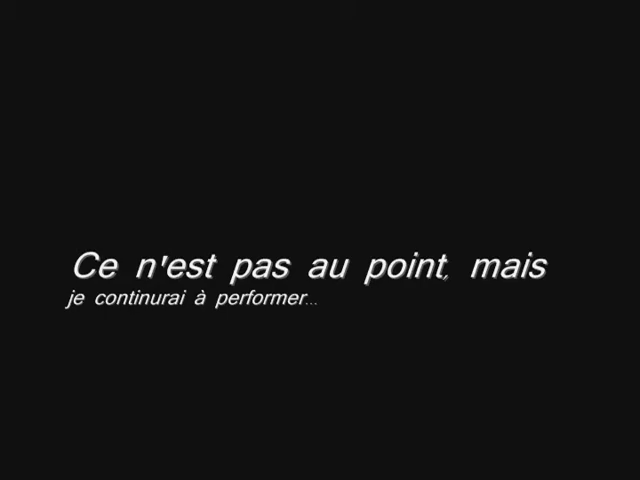 Ce n'est pas au point, mais
je continurai à performer...